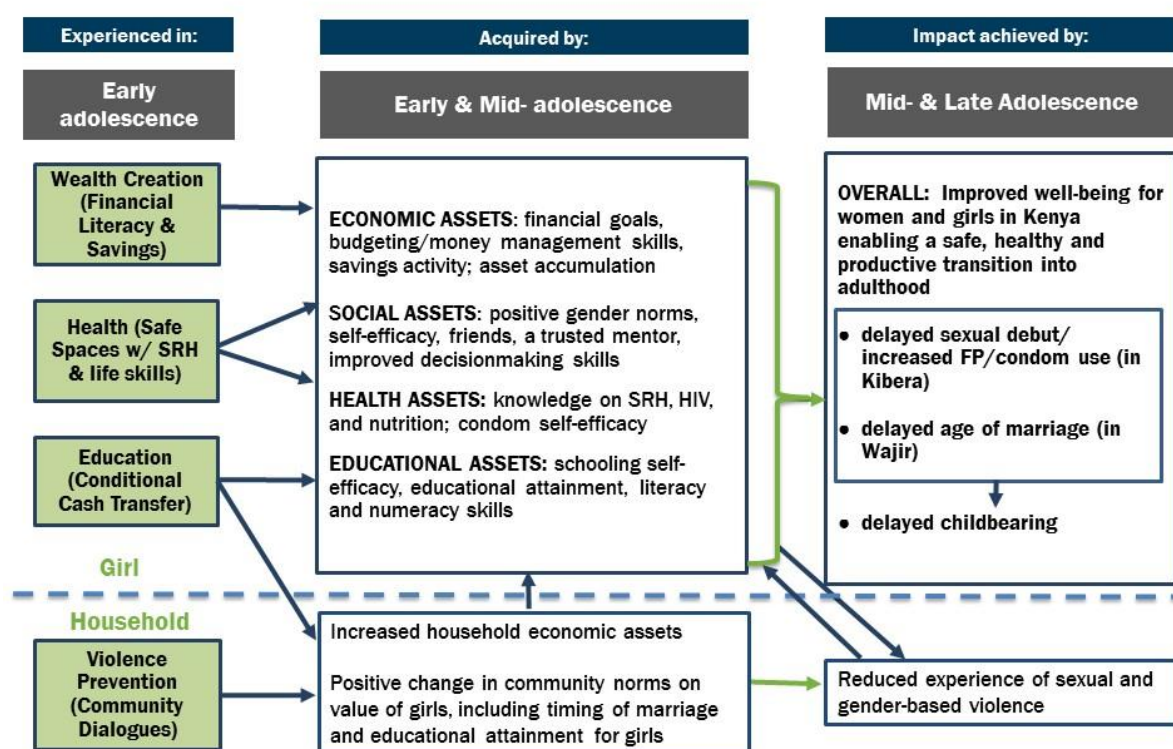 Experienced in:
Early
adolescence
Wealth Creation
(Financial
Literacy &
Savings)
Health (Safe
Spaces w/ SRH
& life skills)
Education
(Conditional
Cash Transfer)
Girl
Household
Violence
Prevention
(Community
Dialogues)
Acquired by:
Early & Mid- adolescence
ECONOMIC ASSETS: financial goals,
budgeting/money management skills,
savings activity; asset accumulation
SOCIAL ASSETS: positive gender norms,
self-efficacy, friends, a trusted mentor,
improved decisionmaking skills
HEALTH ASSETS: knowledge on SRH, HIV,
and nutrition; condom self-efficacy
EDUCATIONAL ASSETS: schooling self-
efficacy, educational attainment, literacy
and numeracy skills
Increased household economic assets
Positive change in community norms on
value of girls, including timing of marriage
and educational attainment for girls
Impact achieved by:
Mid- & Late Adolescence
OVERALL: Improved well-being for
women and girls in Kenya
enabling a safe, healthy and
productive transition into
adulthood
• delayed sexual debut/
increased FP/condom use (in
Kibera)
• delayed age of marriage (in
Wajir)
• delayed childbearing
Reduced experience of sexual and
gender-based violence